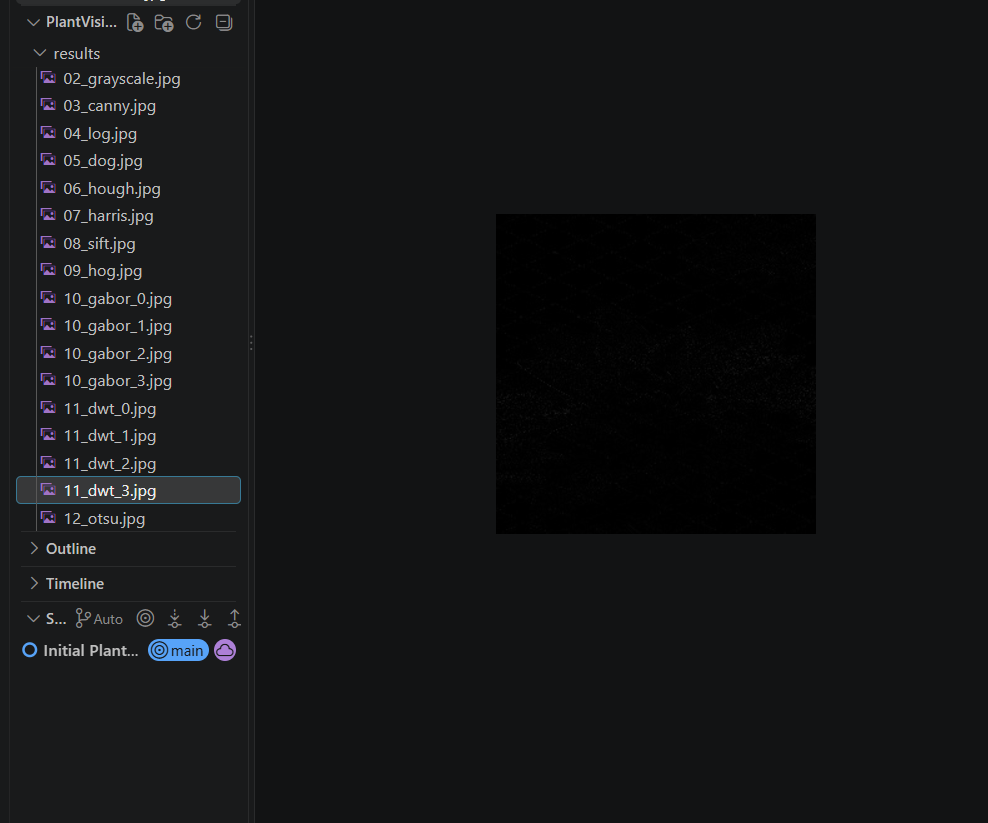 PlantVisi...
results
02_grayscale.jpg
03_canny.jpg
04_log.jpg
05_dog.jpg
06_hough.jpg
07_harris.jpg
08_sift.jpg
09_hog.jpg
10_gabor_0.jpg
10_gabor_1.jpg
10_gabor_2.jpg
10_gabor_3.jpg
11_dwt_0.jpg
11_dwt_1.jpg
11_dwt_2.jpg
11_dwt_3.jpg
12_otsu.jpg
Outline
Timeline
S... Auto
Initial Plant... main